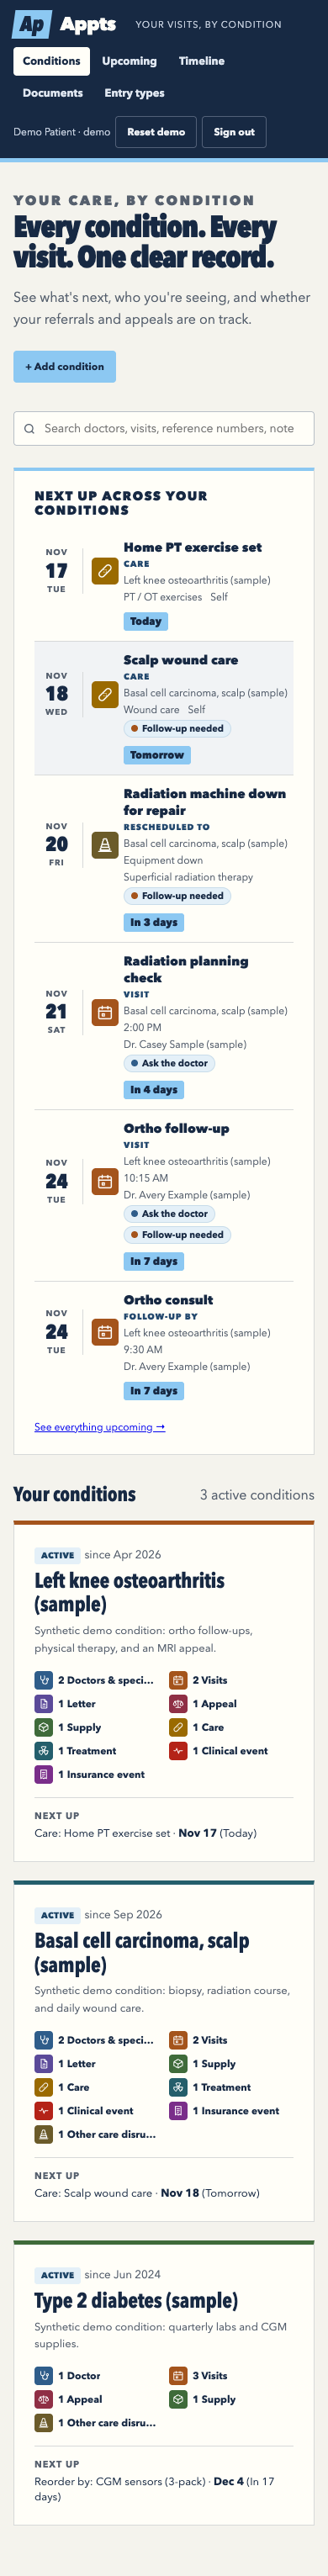 Ap Appts YOUR VISITS, BY CONDITION
Conditions Upcoming Timeline
Documents Entry types
Demo Patient · demo Reset demo Sign out
YOUR CARE, BY CONDITION
Every condition. Every
visit. One clear record.
See what's next, who you're seeing, and whether
your referrals and appeals are on track.
+ Add condition
Search doctors, visits, reference numbers, note
NEXT UP ACROSS YOUR
CONDITIONS
NOV
17
TUE
Home PT exercise set
CARE
Left knee osteoarthritis (sample)
PT / OT exercises Self
Today
NOV
18
WED
Scalp wound care
CARE
Basal cell carcinoma, scalp (sample)
Wound care Self
Follow-up needed
Tomorrow
NOV
20
FRI
Radiation machine down
for repair
RESCHEDULED TO
Basal cell carcinoma, scalp (sample)
Equipment down
Superficial radiation therapy
Follow-up needed
In 3 days
NOV
21
SAT
Radiation planning
check
VISIT
Basal cell carcinoma, scalp (sample)
2:00 PM
Dr. Casey Sample (sample)
Ask the doctor
In 4 days
NOV
24
TUE
Ortho follow-up
VISIT
Left knee osteoarthritis (sample)
10:15 AM
Dr. Avery Example (sample)
Ask the doctor
Follow-up needed
In 7 days
NOV
24
TUE
Ortho consult
FOLLOW-UP BY
Left knee osteoarthritis (sample)
9:30 AM
Dr. Avery Example (sample)
In 7 days
See everything upcoming →
Your conditions 3 active conditions
ACTIVE since Apr 2026
Left knee osteoarthritis
(sample)
Synthetic demo condition: ortho follow-ups,
physical therapy, and an MRI appeal.
2 Doctors & speci... 2 Visits
1 Letter 1 Appeal
1 Supply 1 Care
1 Treatment 1 Clinical event
1 Insurance event
NEXT UP
Care: Home PT exercise set · Nov 17 (Today)
ACTIVE since Sep 2026
Basal cell carcinoma, scalp
(sample)
Synthetic demo condition: biopsy, radiation course,
and daily wound care.
2 Doctors & speci... 2 Visits
1 Letter 1 Supply
1 Care 1 Treatment
1 Clinical event 1 Insurance event
1 Other care disru...
NEXT UP
Care: Scalp wound care · Nov 18 (Tomorrow)
ACTIVE since Jun 2024
Type 2 diabetes (sample)
Synthetic demo condition: quarterly labs and CGM
supplies.
1 Doctor 3 Visits
1 Appeal 1 Supply
1 Other care disru...
NEXT UP
Reorder by: CGM sensors (3-pack) · Dec 4 (In 17
days)